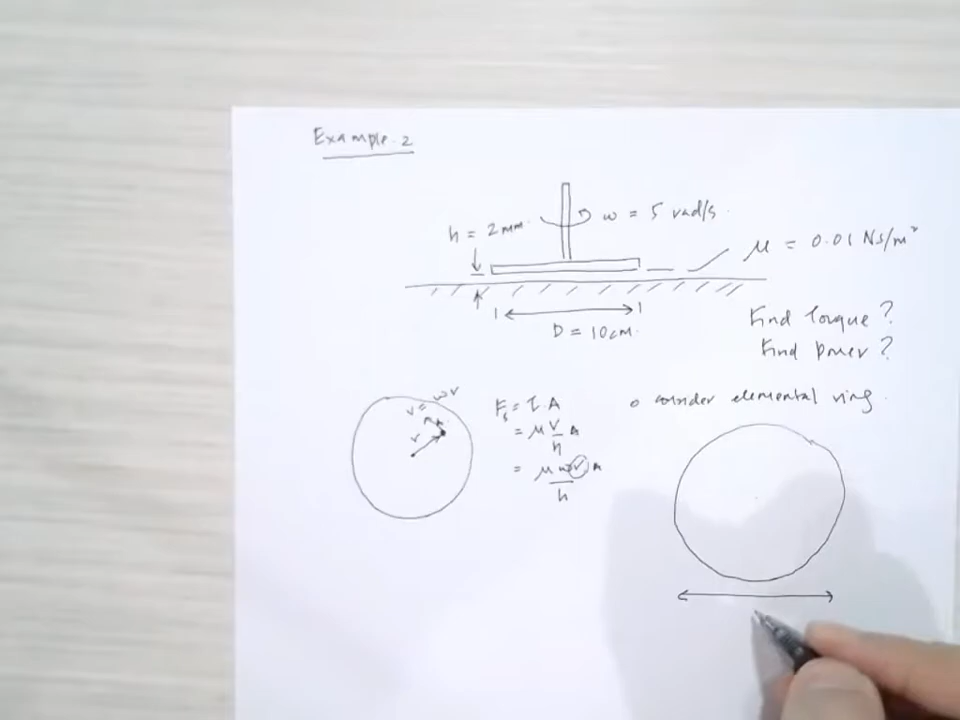 Example 2
h = 2mm
ω = 5 rad/s
μ = 0.01 Ns/m²
D = 10cm
Find Torque?
Find Power?
v = ωr
r
Fs = τ.A
= μ v/h A
= μωr/h A
o consider elemental ring